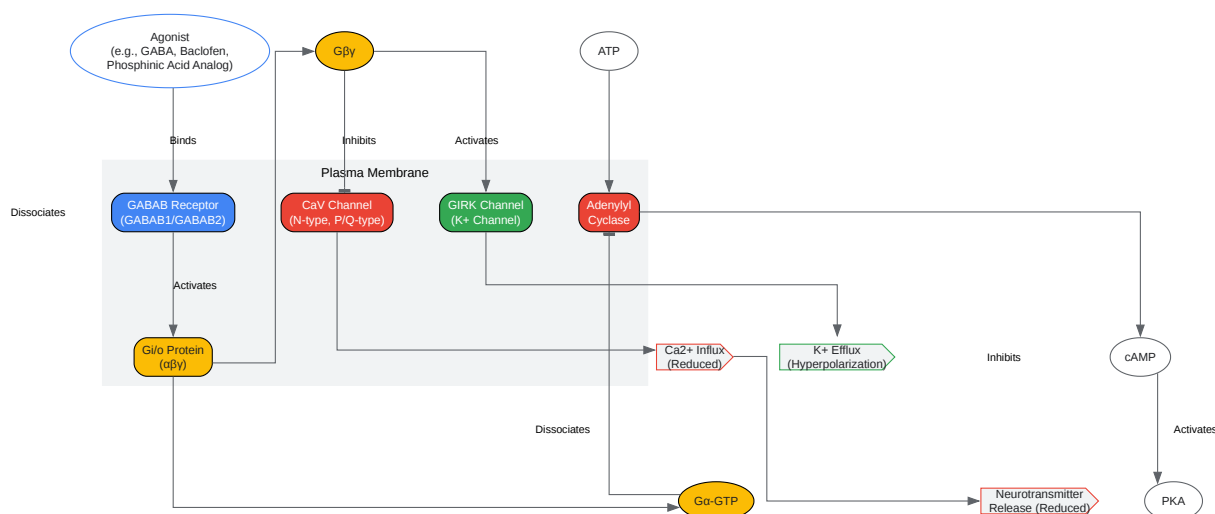 Agonist
(e.g., GABA, Baclofen,
Phosphinic Acid Analog)
Gβγ
ATP
Binds
Inhibits
Activates
Plasma Membrane
Dissociates
GABAB Receptor
(GABAB1/GABAB2)
CaV Channel
(N-type, P/Q-type)
GIRK Channel
(K+ Channel)
Adenylyl
Cyclase
Activates
Gi/o Protein
(αβγ)
Ca2+ Influx
(Reduced)
K+ Efflux
(Hyperpolarization)
Inhibits
cAMP
Dissociates
Activates
Gα-GTP
Neurotransmitter
Release (Reduced)
PKA